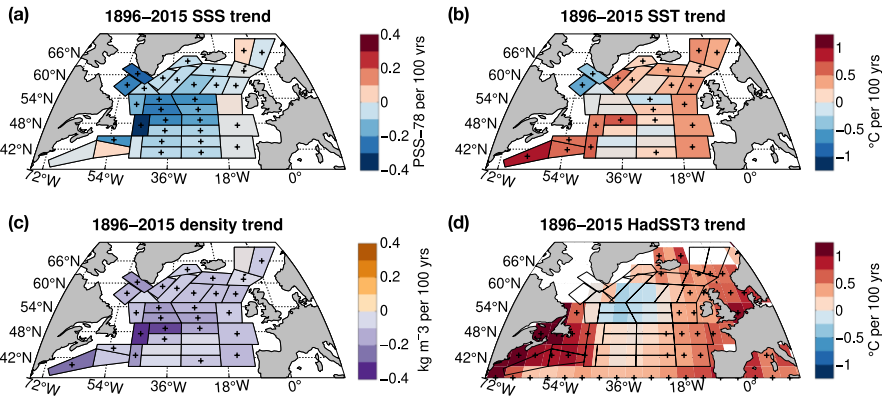 (a) 1896–2015 SSS trend
66°N
60°N
54°N
48°N
42°N
72°W 54°W 36°W 18°W 0°
0.4
0.2
0
−0.2
−0.4
PSS−78 per 100 yrs
(b) 1896–2015 SST trend
66°N
60°N
54°N
48°N
42°N
72°W 54°W 36°W 18°W 0°
1
0.5
0
−0.5
−1
°C per 100 yrs
(c) 1896–2015 density trend
66°N
60°N
54°N
48°N
42°N
72°W 54°W 36°W 18°W 0°
0.4
0.2
0
−0.2
−0.4
kg m−3 per 100 yrs
(d) 1896–2015 HadSST3 trend
66°N
60°N
54°N
48°N
42°N
72°W 54°W 36°W 18°W 0°
1
0.5
0
−0.5
−1
°C per 100 yrs